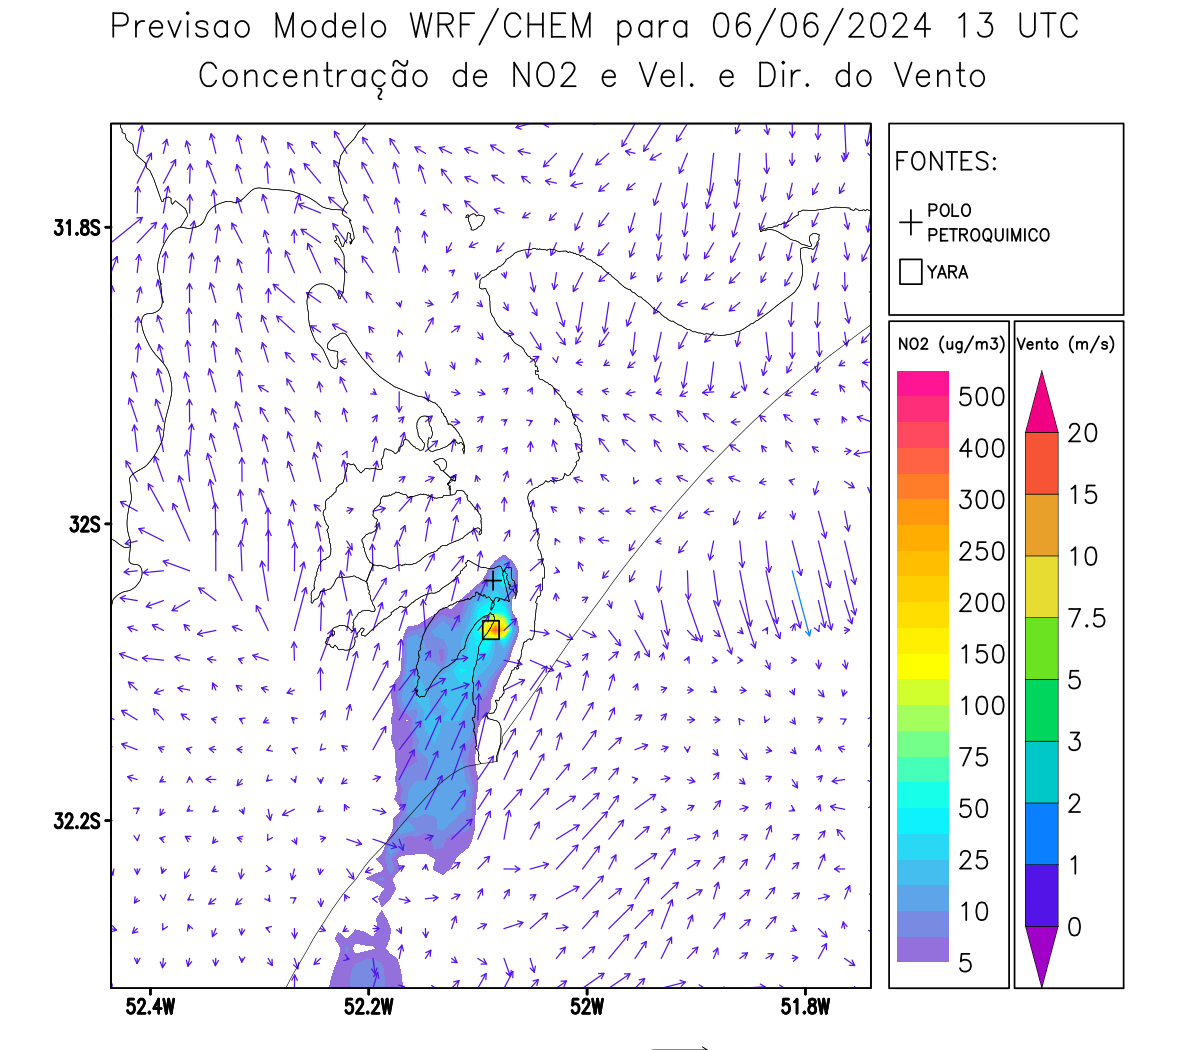 Previsao Modelo WRF/CHEM para 06/06/2024 13 UTC
Concentração de NO2 e Vel. e Dir. do Vento
FONTES:
POLO
PETROQUIMICO
YARA
NO2 (ug/m3)
500
400
300
250
200
150
100
75
50
25
10
5
Vento (m/s)
20
15
10
7.5
5
3
2
1
0
31.8S
32S
32.2S
52.4W
52.2W
52W
51.8W